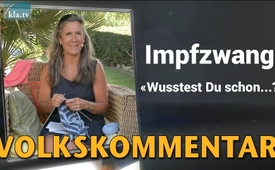 kla.tv
Impfzwang
«Wusstest Du schon...?
VOLKSKOMMENTAR